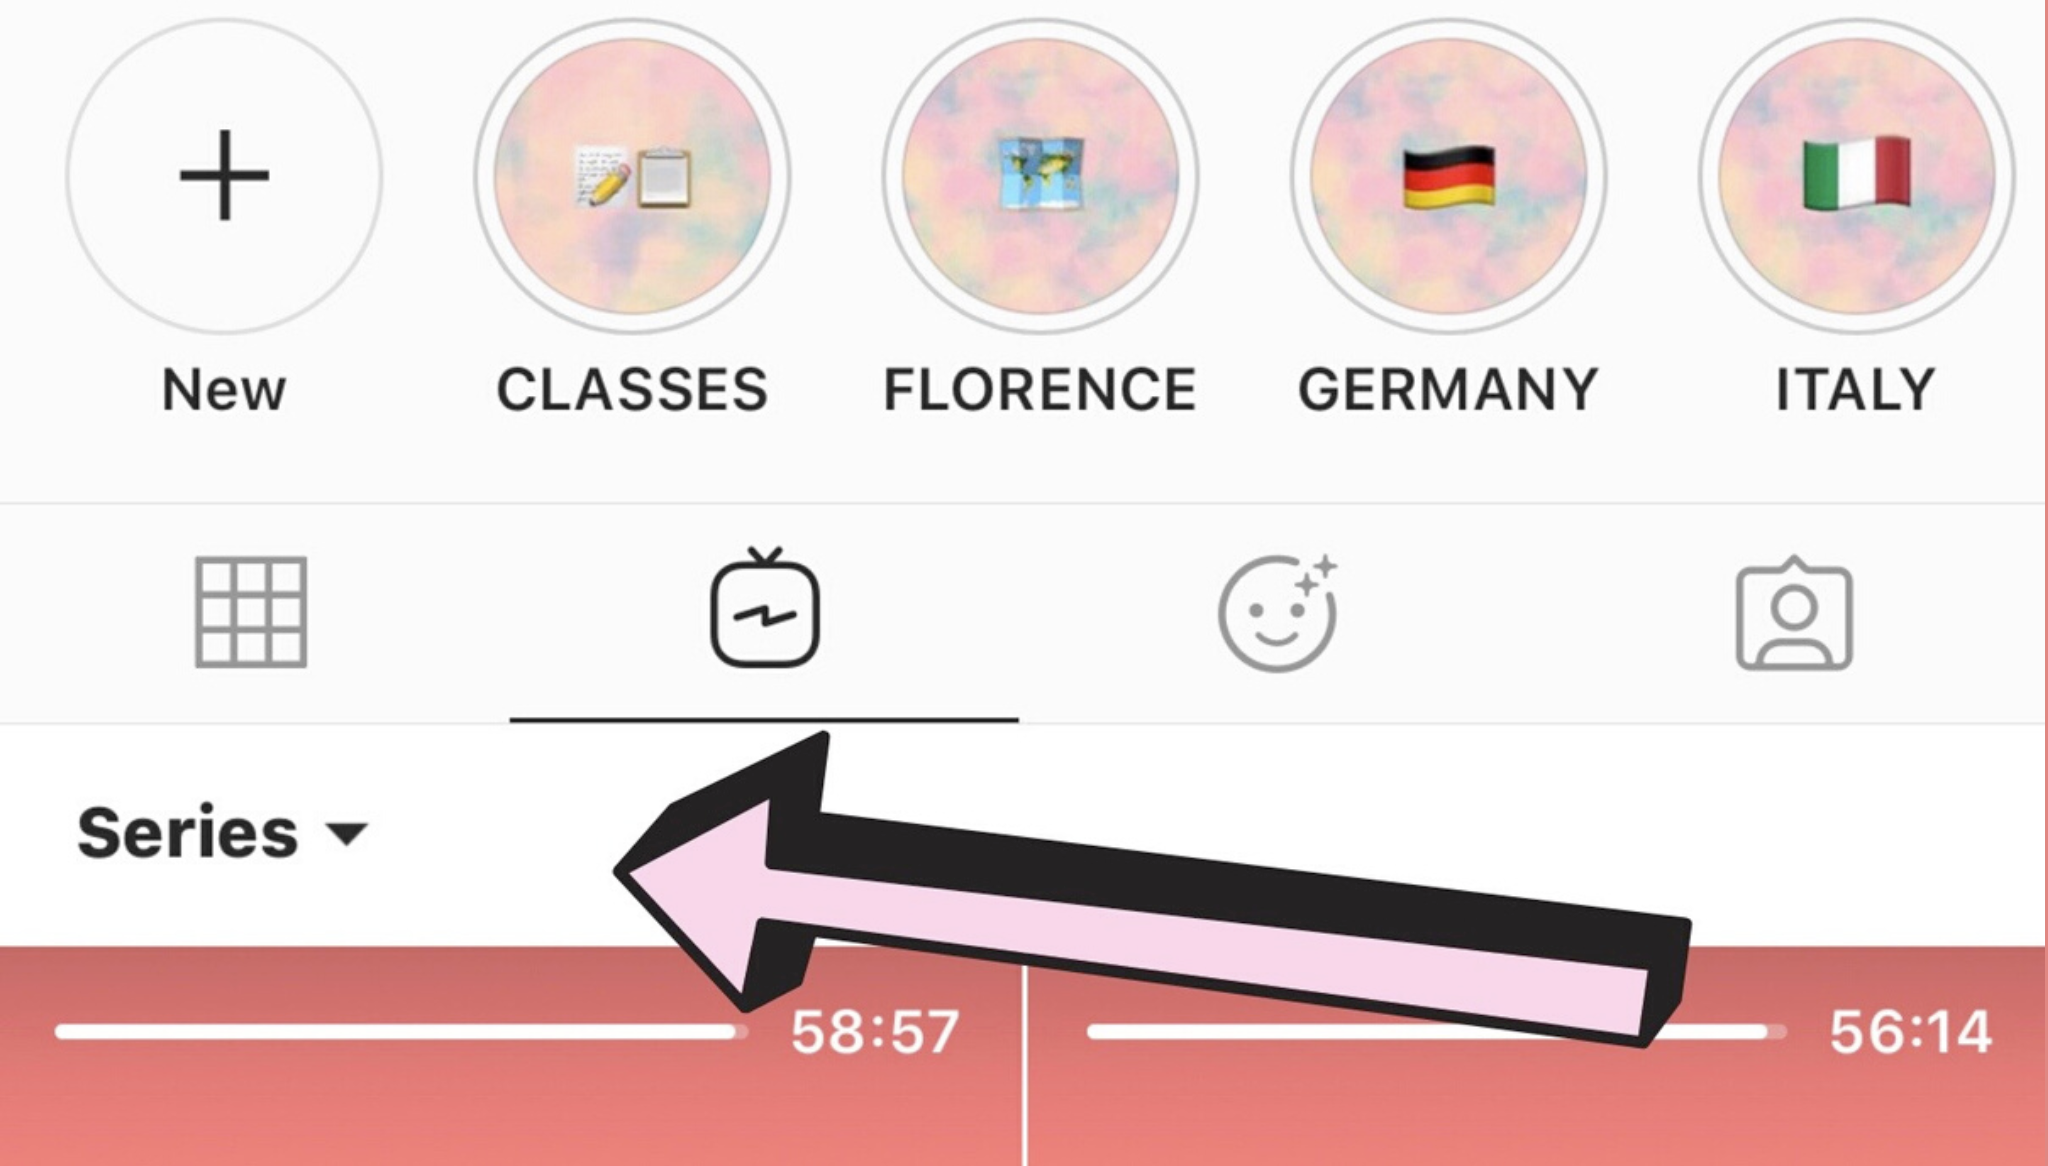 New
CLASSES
FLORENCE
GERMANY
ITALY
Series
58:57
56:14